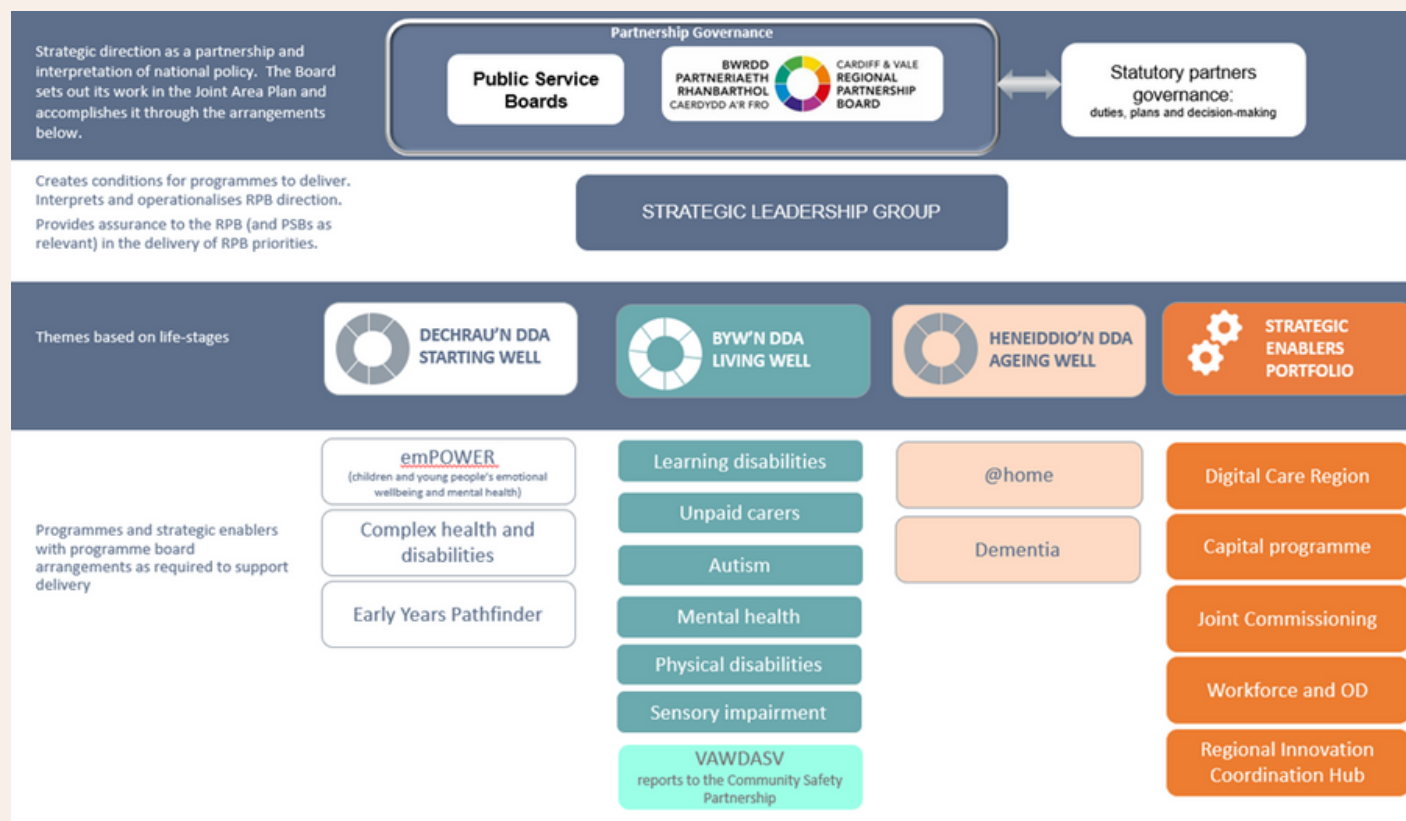 Partnership Governance
Strategic direction as a partnership and
interpretation of national policy. The Board
sets out its work in the Joint Area Plan and
accomplishes it through the arrangements
below.
Public Service
Boards
BWRDD
PARTNERIAETH
RHANBARTHOL
CAERDYDD A'R FRO
CARDIFF & VALE
REGIONAL
PARTNERSHIP
BOARD
Statutory partners
governance:
duties, plans and decision-making
Creates conditions for programmes to deliver.
Interprets and operationalises RPB direction.
Provides assurance to the RPB (and PSBs as
relevant) in the delivery of RPB priorities.
STRATEGIC LEADERSHIP GROUP
Themes based on life-stages
DECHRAU'N DDA
STARTING WELL
BYW'N DDA
LIVING WELL
HENEIDDIO'N DDA
AGEING WELL
STRATEGIC
ENABLERS
PORTFOLIO
Programmes and strategic enablers
with programme board
arrangements as required to support
delivery
emPOWER
(children and young people's emotional
wellbeing and mental health)
Complex health and
disabilities
Early Years Pathfinder
Learning disabilities
Unpaid carers
Autism
Mental health
Physical disabilities
Sensory impairment
VAWDASV
reports to the Community Safety
Partnership
@home
Dementia
Digital Care Region
Capital programme
Joint Commissioning
Workforce and OD
Regional Innovation
Coordination Hub